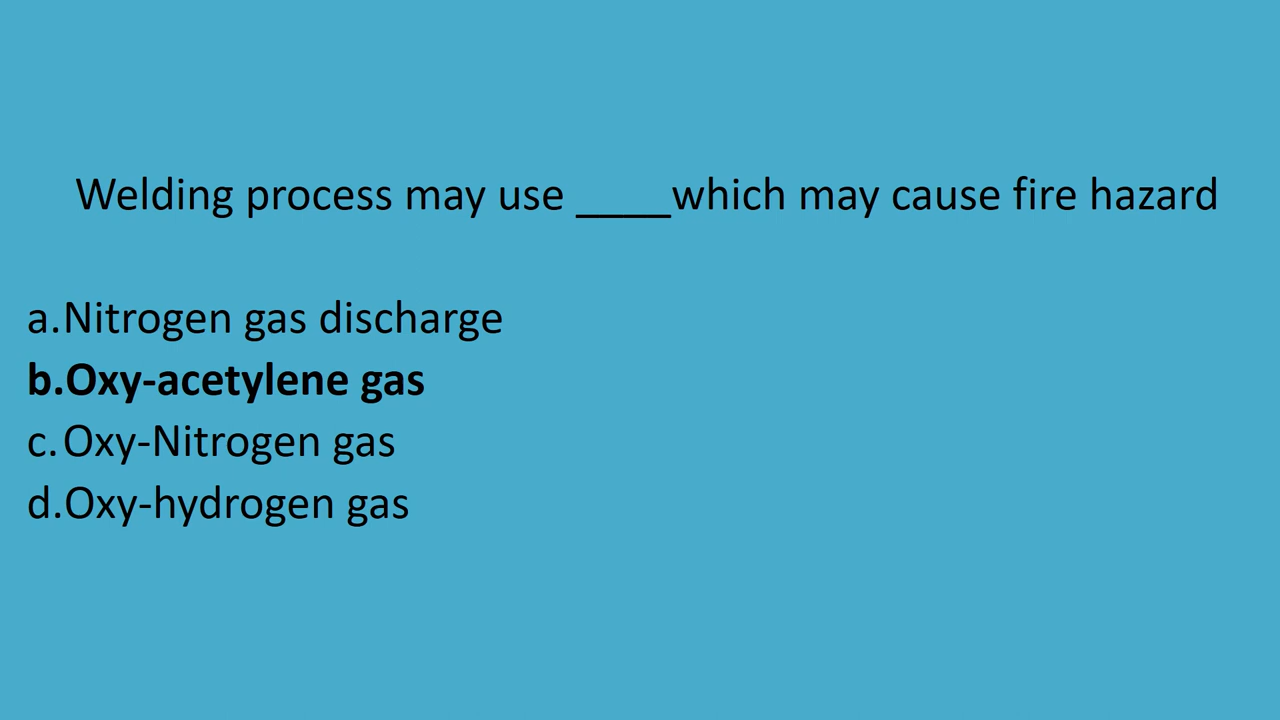 Welding process may use ____which may cause fire hazard
a.Nitrogen gas discharge
b.Oxy-acetylene gas
c.Oxy-Nitrogen gas
d.Oxy-hydrogen gas